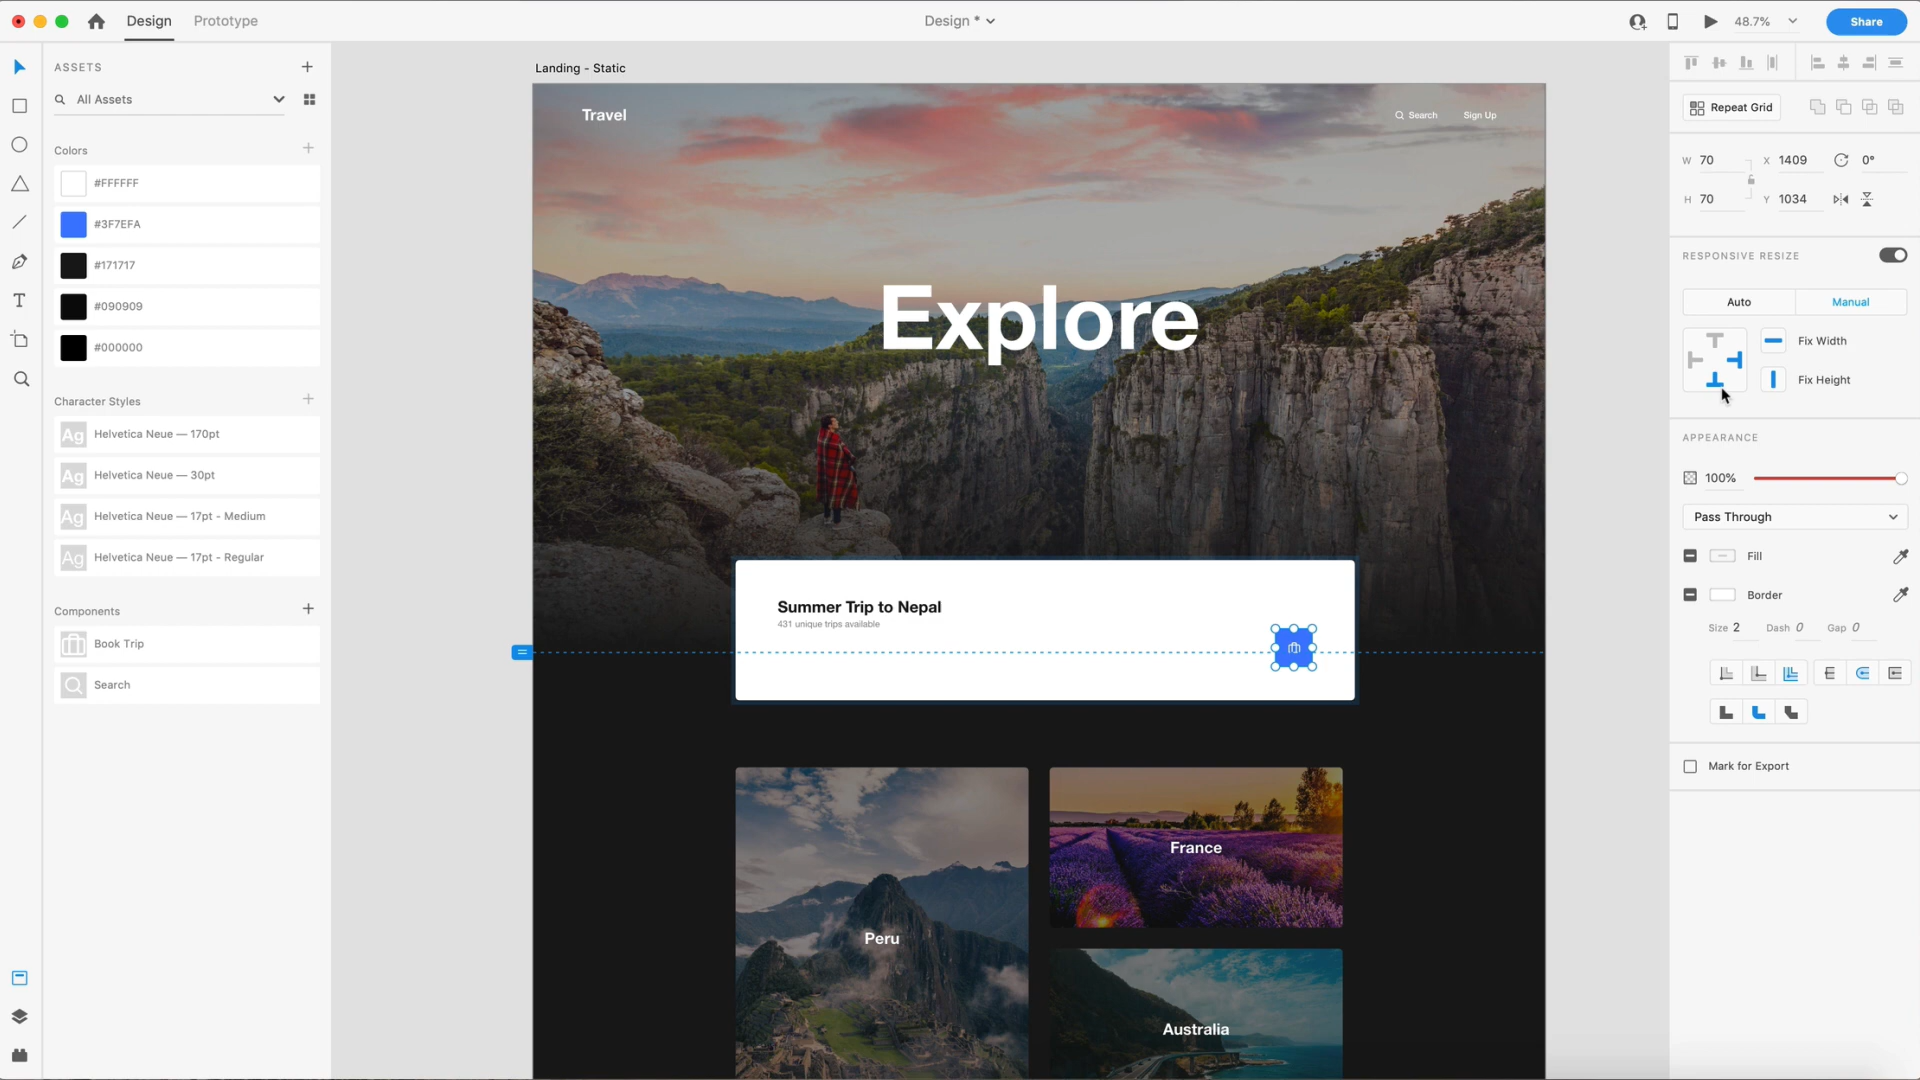 Design
Prototype
Design *
48.7%
Share
ASSETS
All Assets
Colors
#FFFFFF
#3F7EFA
#171717
#090909
#000000
Character Styles
Ag Helvetica Neue — 170pt
Ag Helvetica Neue — 30pt
Ag Helvetica Neue — 17pt - Medium
Ag Helvetica Neue — 17pt - Regular
Components
Book Trip
Search
Landing - Static
Travel
Search
Sign Up
Explore
Summer Trip to Nepal
431 unique trips available
Peru
France
Australia
Repeat Grid
W 70 X 1409 0°
H 70 Y 1034
RESPONSIVE RESIZE
Auto
Manual
Fix Width
Fix Height
APPEARANCE
100%
Pass Through
Fill
Border
Size 2 Dash 0 Gap 0
Mark for Export